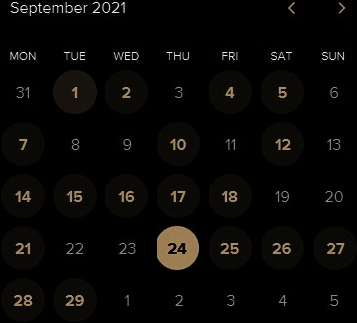 September 2021
MON TUE WED THU FRI SAT SUN
31 1 2 3 4 5 6
7 8 9 10 11 12 13
14 15 16 17 18 19 20
21 22 23 24 25 26 27
28 29 1 2 3 4 5